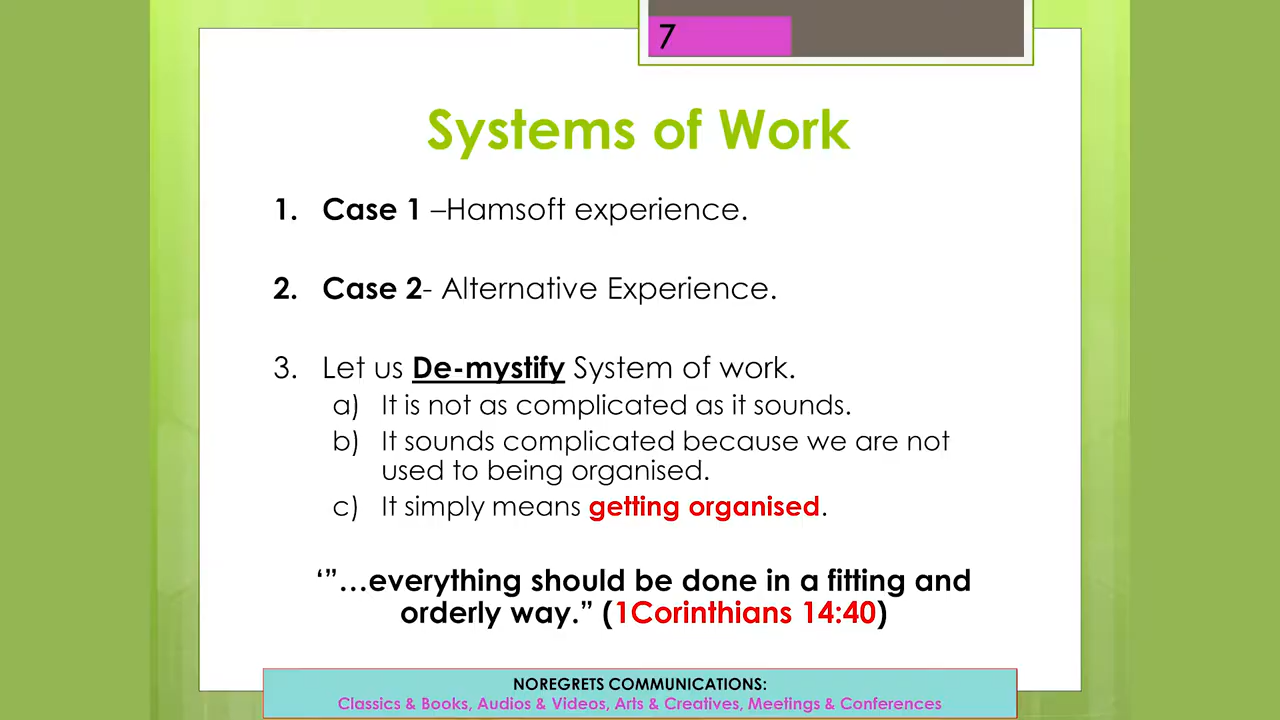 7
Systems of Work
1. Case 1 –Hamsoft experience.
2. Case 2- Alternative Experience.
3. Let us De-mystify System of work.
a) It is not as complicated as it sounds.
b) It sounds complicated because we are not
used to being organised.
c) It simply means getting organised.
‘”…everything should be done in a fitting and
orderly way.” (1Corinthians 14:40)
NOREGRETS COMMUNICATIONS:
Classics & Books, Audios & Videos, Arts & Creatives, Meetings & Conferences